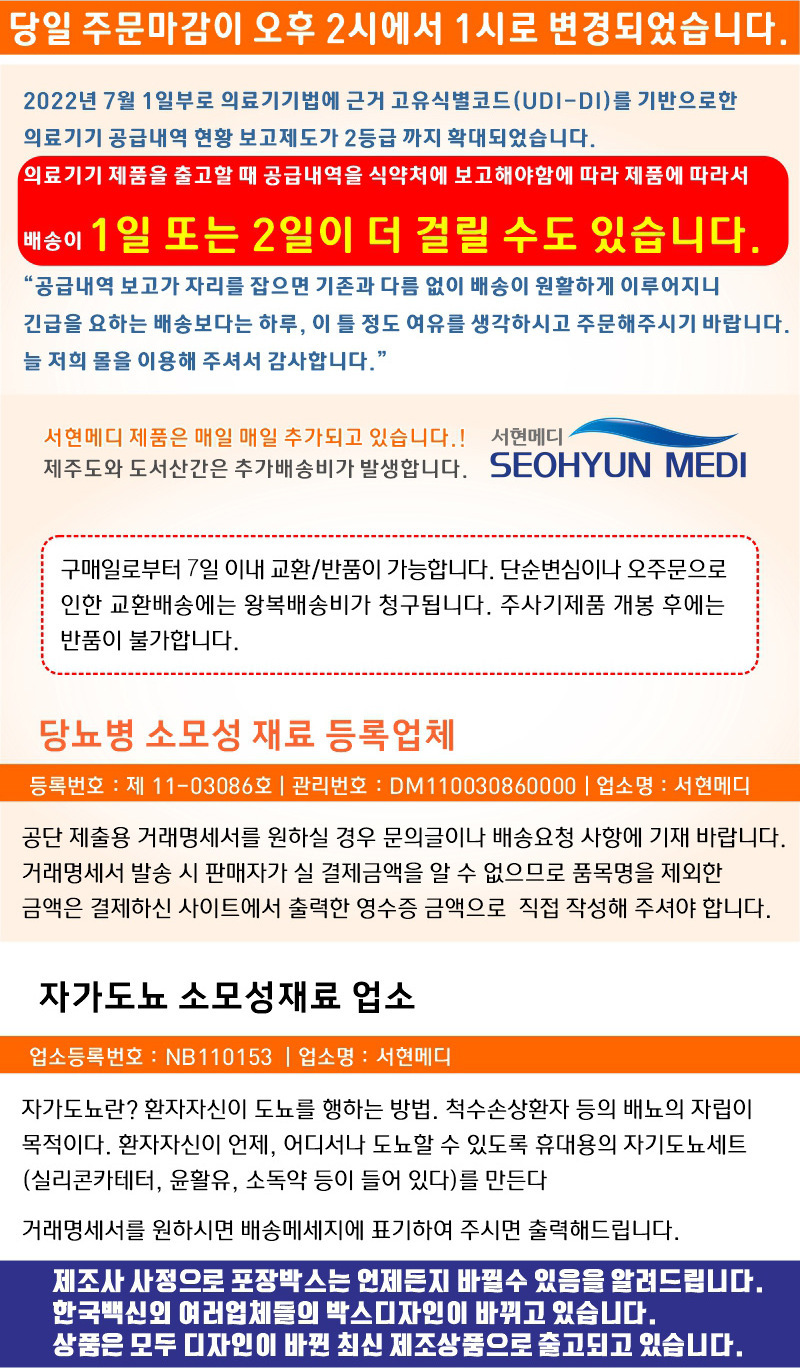 당일 주문마감이 오후 2시에서 1시로 변경되었습니다.
2022년 7월 1일부로 의료기기법에 근거 고유식별코드(UDI-DI)를 기반으로한
의료기기 공급내역 현황 보고제도가 2등급 까지 확대되었습니다.
의료기기 제품을 출고할 때 공급내역을 식약처에 보고해야함에 따라 제품에 따라서
배송이 1일 또는 2일이 더 걸릴 수도 있습니다.
“공급내역 보고가 자리를 잡으면 기존과 다름 없이 배송이 원활하게 이루어지니
긴급을 요하는 배송보다는 하루, 이 틀 정도 여유를 생각하시고 주문해주시기 바랍니다.
늘 저희 몰을 이용해 주셔서 감사합니다.”
서현메디 제품은 매일 매일 추가되고 있습니다.!
제주도와 도서산간은 추가배송비가 발생합니다.
서현메디
SEOHYUN MEDI
구매일로부터 7일 이내 교환/반품이 가능합니다. 단순변심이나 오주문으로
인한 교환배송에는 왕복배송비가 청구됩니다. 주사기제품 개봉 후에는
반품이 불가합니다.
당뇨병 소모성 재료 등록업체
등록번호 : 제 11-03086호 | 관리번호 : DM110030860000 | 업소명 : 서현메디
공단 제출용 거래명세서를 원하실 경우 문의글이나 배송요청 사항에 기재 바랍니다.
거래명세서 발송 시 판매자가 실 결제금액을 알 수 없으므로 품목명을 제외한
금액은 결제하신 사이트에서 출력한 영수증 금액으로 직접 작성해 주셔야 합니다.
자가도뇨 소모성재료 업소
업소등록번호 : NB110153 | 업소명 : 서현메디
자가도뇨란? 환자자신이 도뇨를 행하는 방법. 척수손상환자 등의 배뇨의 자립이
목적이다. 환자자신이 언제, 어디서나 도뇨할 수 있도록 휴대용의 자기도뇨세트
(실리콘카테터, 윤활유, 소독약 등이 들어 있다)를 만든다
거래명세서를 원하시면 배송메세지에 표기하여 주시면 출력해드립니다.
제조사 사정으로 포장박스는 언제든지 바뀔수 있음을 알려드립니다.
한국백신외 여러업체들의 박스디자인이 바뀌고 있습니다.
상품은 모두 디자인이 바뀐 최신 제조상품으로 출고되고 있습니다.